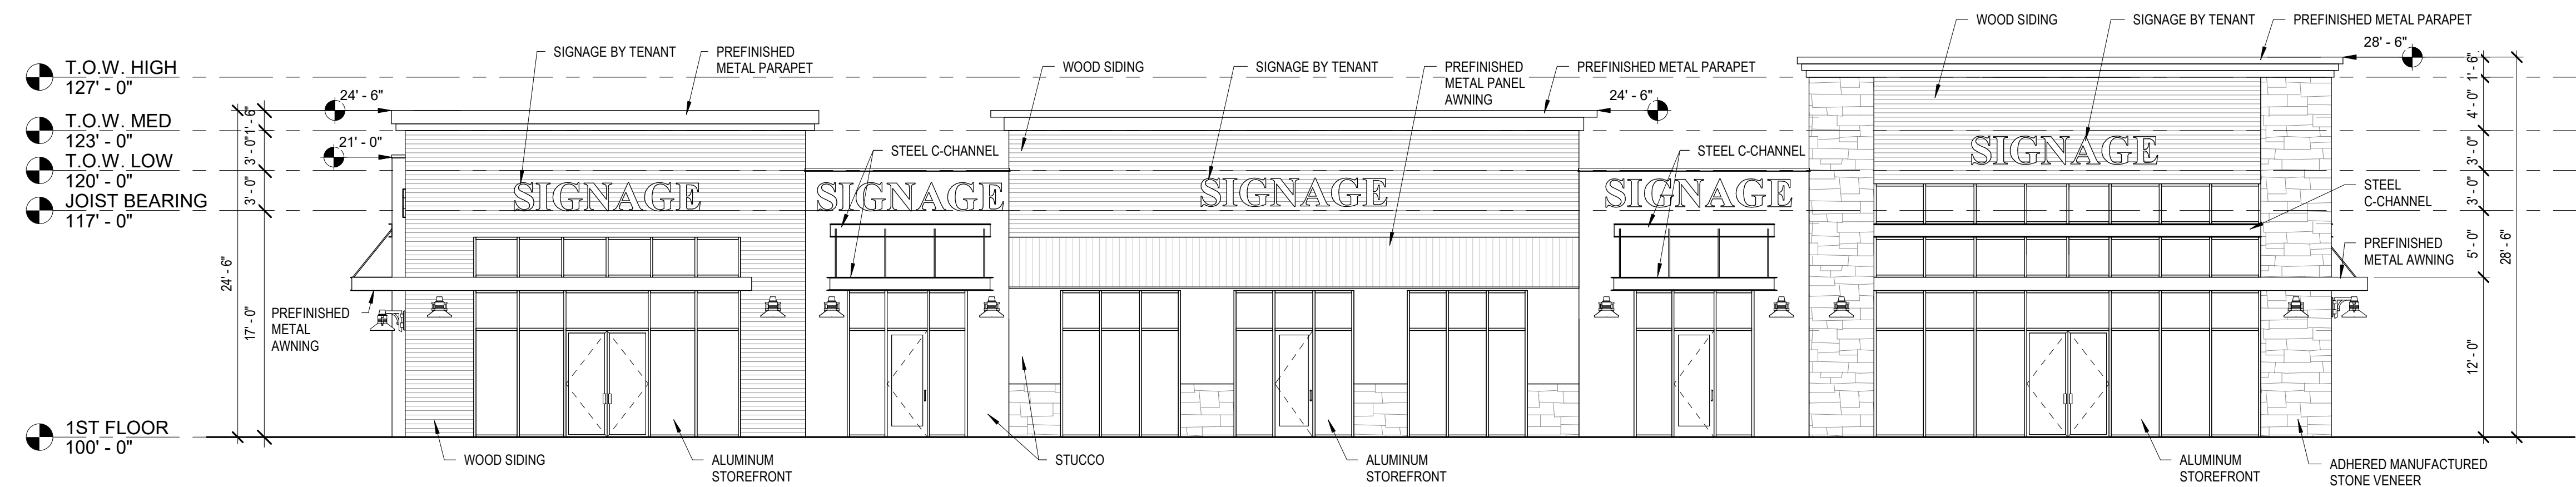 WOOD SIDING
SIGNAGE BY TENANT
PREFINISHED METAL PARAPET
SIGNAGE BY TENANT
PREFINISHED
METAL PARAPET
28' - 6"
T.O.W. HIGH
127' - 0"
WOOD SIDING
SIGNAGE BY TENANT
PREFINISHED
METAL PANEL
AWNING
PREFINISHED METAL PARAPET
1' - 6"
24' - 6"
24' - 6"
1' - 6"
4' - 0"
T.O.W. MED
123' - 0"
21' - 0"
3' - 0"
STEEL C-CHANNEL
STEEL C-CHANNEL
SIGNAGE
3' - 0"
T.O.W. LOW
120' - 0"
3' - 0"
SIGNAGE
SIGNAGE
SIGNAGE
SIGNAGE
3' - 0"
STEEL
C-CHANNEL
JOIST BEARING
117' - 0"
24' - 6"
5' - 0"
28' - 6"
PREFINISHED
METAL AWNING
17' - 0"
PREFINISHED
METAL
AWNING
12' - 0"
1ST FLOOR
100' - 0"
WOOD SIDING
ALUMINUM
STOREFRONT
STUCCO
ALUMINUM
STOREFRONT
ALUMINUM
STOREFRONT
ADHERED MANUFACTURED
STONE VENEER